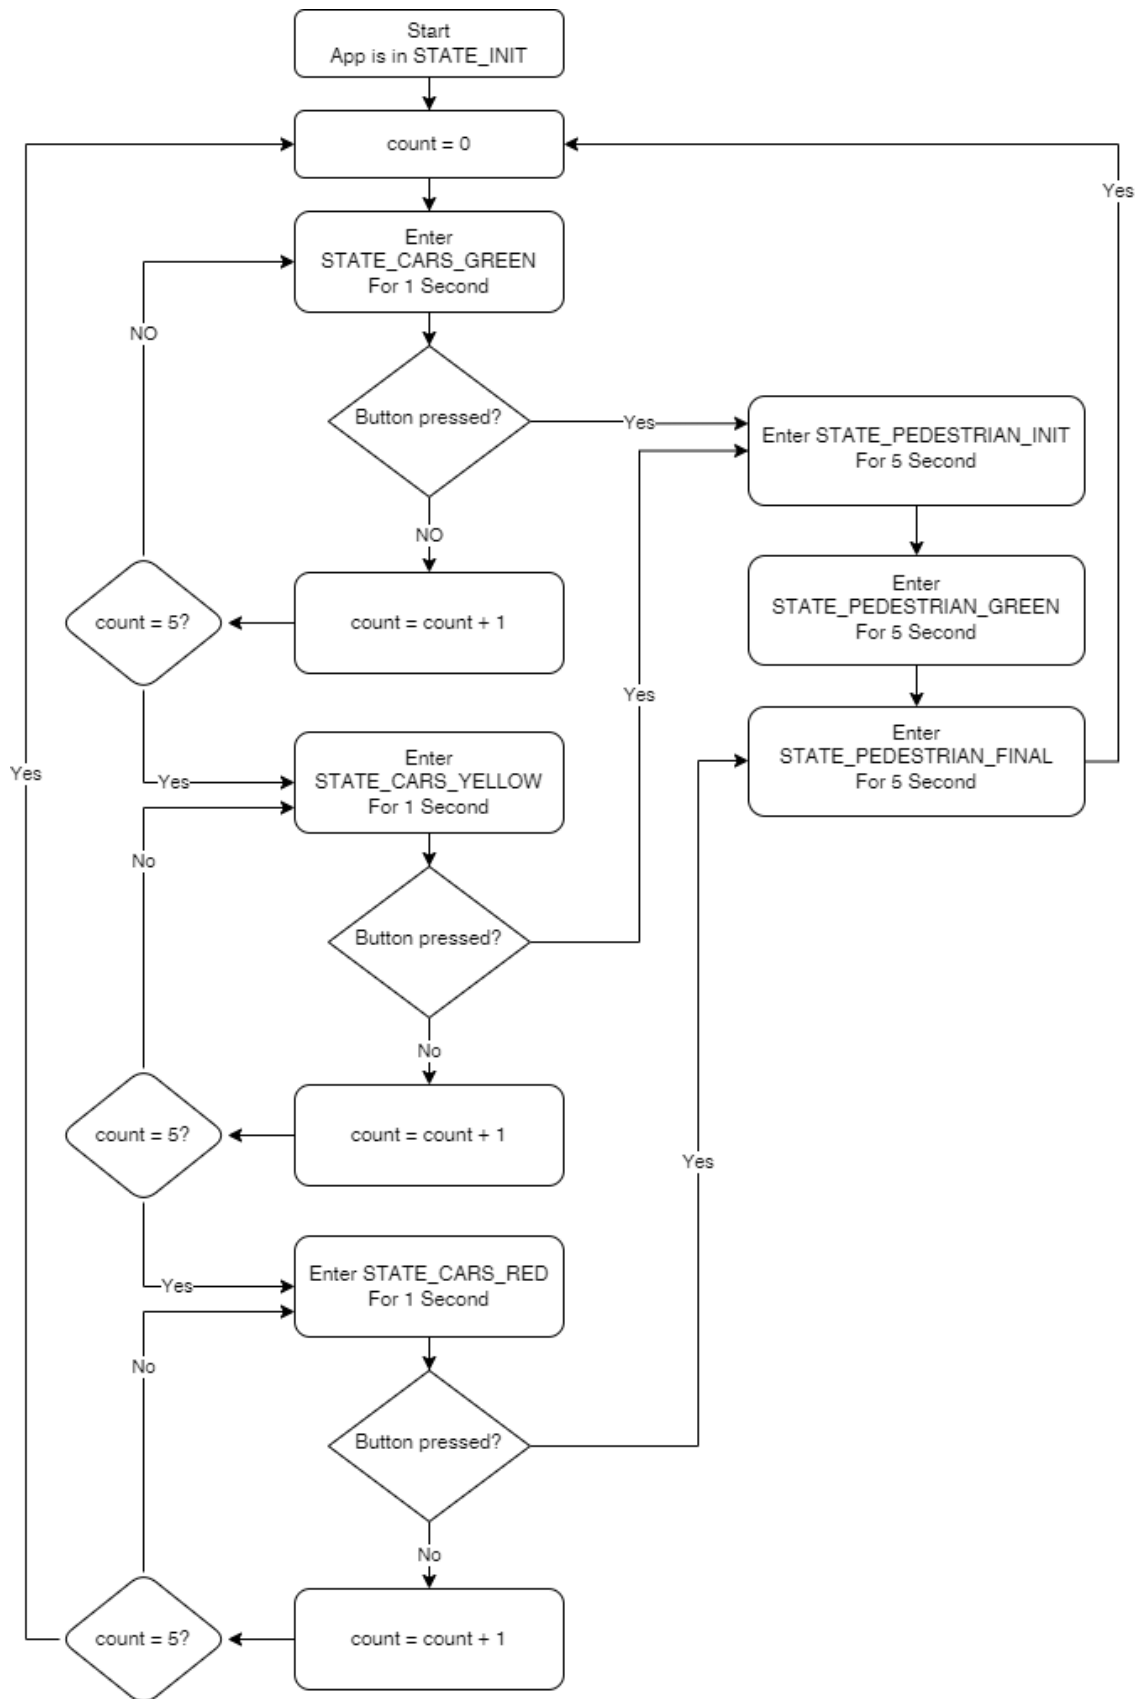 Start
App is in STATE_INIT
count = 0
Yes
Enter
STATE_CARS_GREEN
For 1 Second
NO
Button pressed?
Yes
Enter STATE_PEDESTRIAN_INIT
For 5 Second
NO
Enter
STATE_PEDESTRIAN_GREEN
For 5 Second
count = 5?
count = count + 1
Yes
Enter
STATE_PEDESTRIAN_FINAL
For 5 Second
Yes
Enter
STATE_CARS_YELLOW
For 1 Second
Yes
No
Button pressed?
No
count = 5?
count = count + 1
Yes
Enter STATE_CARS_RED
For 1 Second
Yes
No
Button pressed?
No
count = 5?
count = count + 1